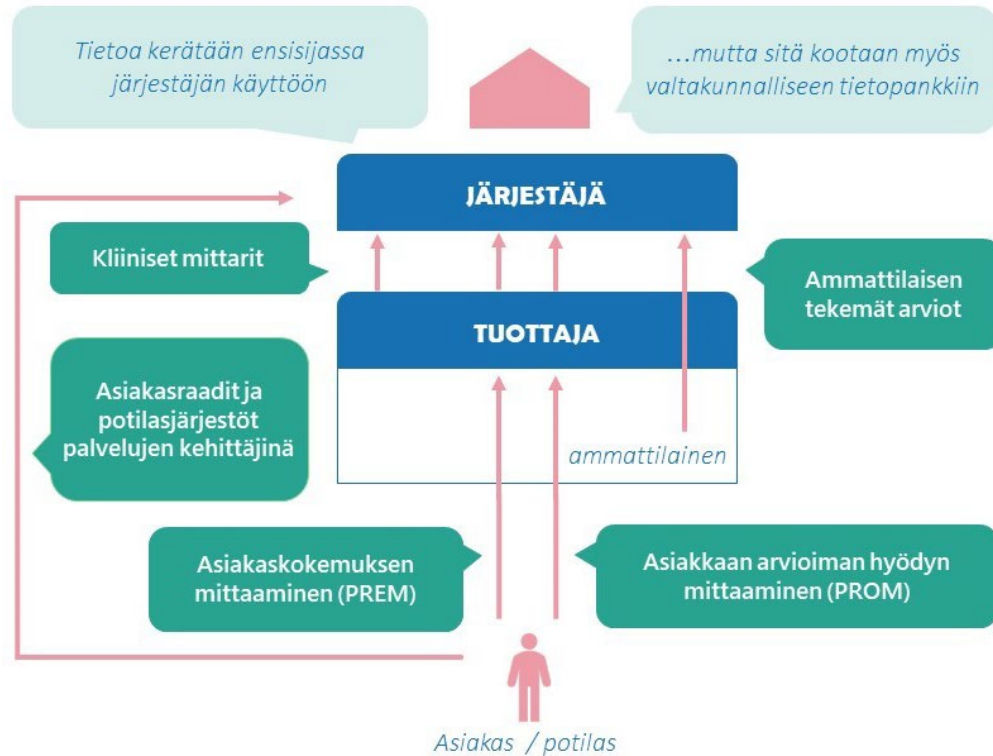 Tietoa kerätään ensisijassa
järjestäjän käyttöön
...mutta sitä kootaan myös
valtakunnalliseen tietopankkiin
JÄRJESTÄJÄ
Kliiniset mittarit
Ammattilaisen
tekemät arviot
TUOTTAJA
Asiakasraadit ja
potilasjärjestöt
palvelujen kehittäjinä
ammattilainen
Asiakaskokemuksen
mittaaminen (PREM)
Asiakkaan arvioiman hyödyn
mittaaminen (PROM)
Asiakas / potilas